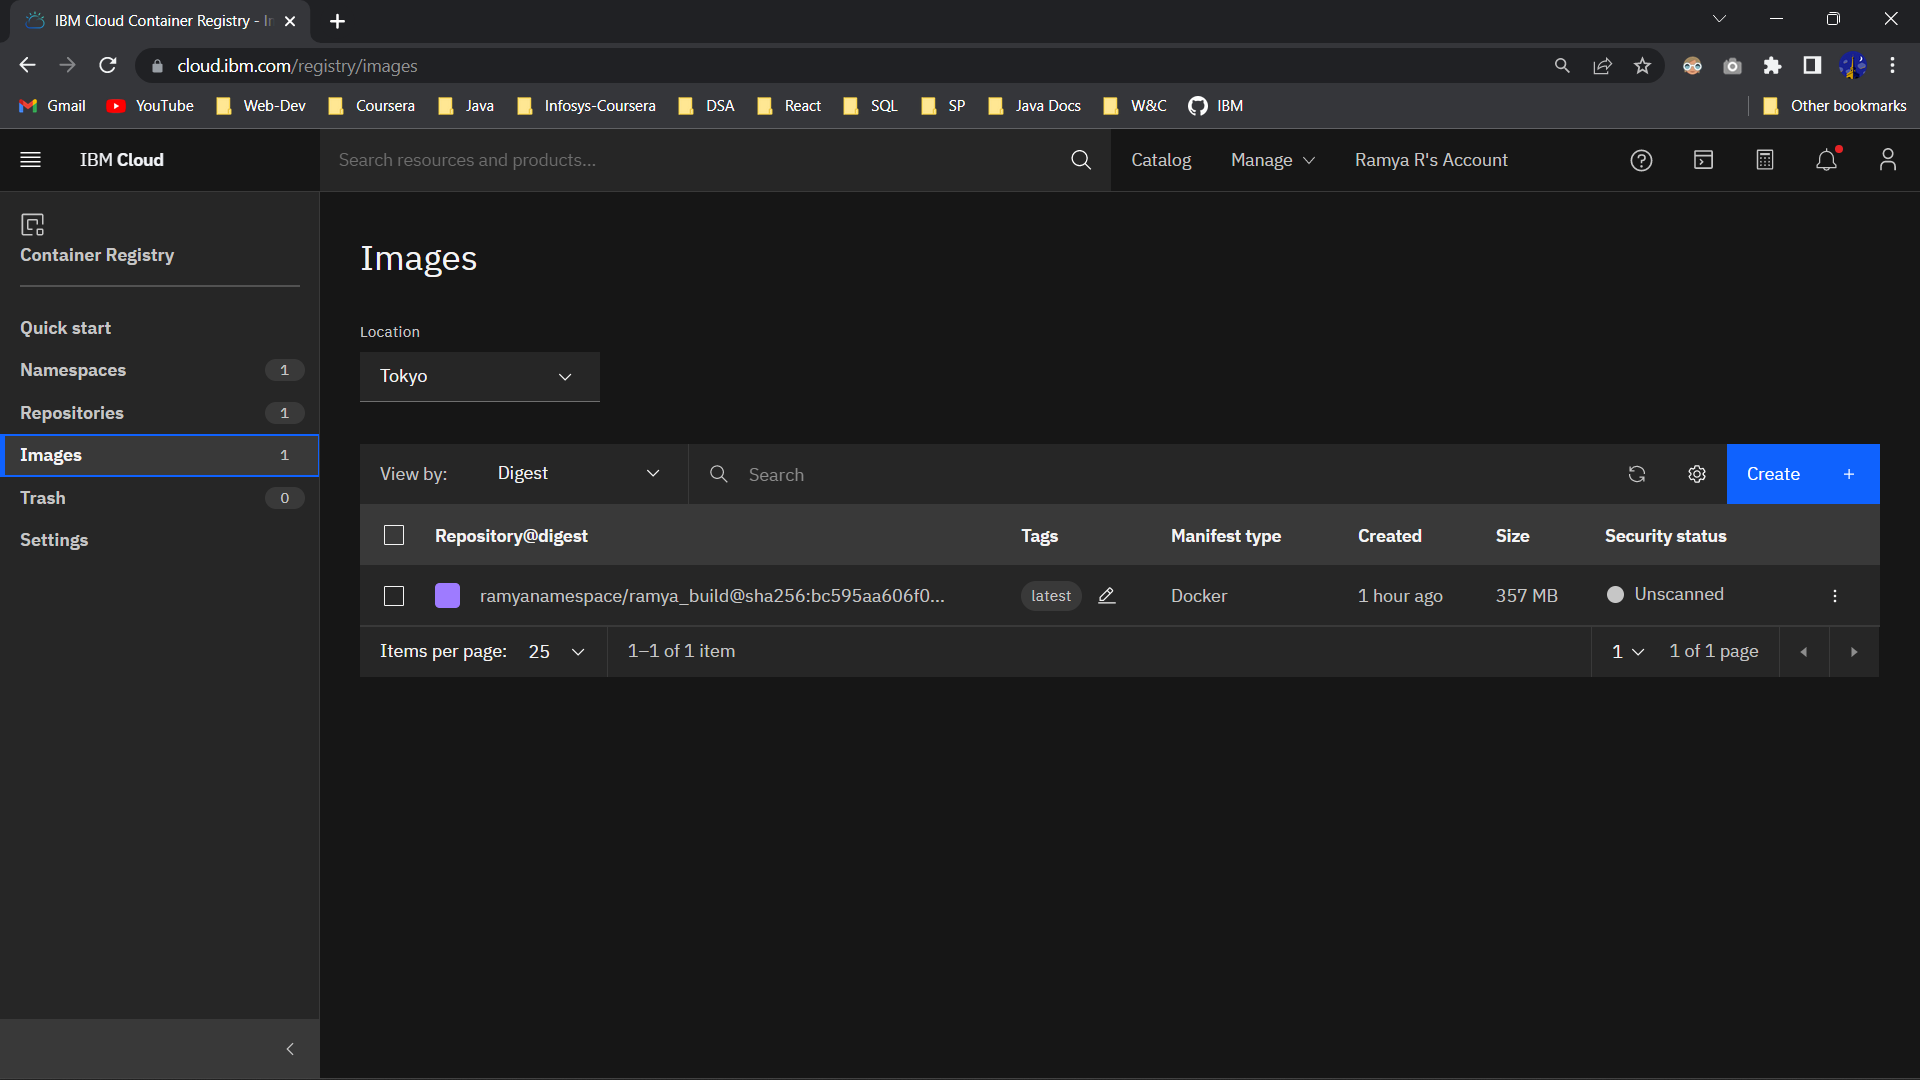 IBM Cloud Container Registry - I
cloud.ibm.com/registry/images
Gmail YouTube Web-Dev Coursera Java Infosys-Coursera DSA React SQL SP Java Docs W&C IBM Other bookmarks
IBM Cloud Search resources and products... Catalog Manage Ramya R's Account
Container Registry
Quick start
Namespaces 1
Repositories 1
Images 1
Trash 0
Settings
Images
Location
Tokyo
View by: Digest Search Create +
Repository@digest Tags Manifest type Created Size Security status
ramyanamespace/ramya_build@sha256:bc595aa606f0... latest Docker 1 hour ago 357 MB Unscanned
Items per page: 25 1–1 of 1 item 1 1 of 1 page